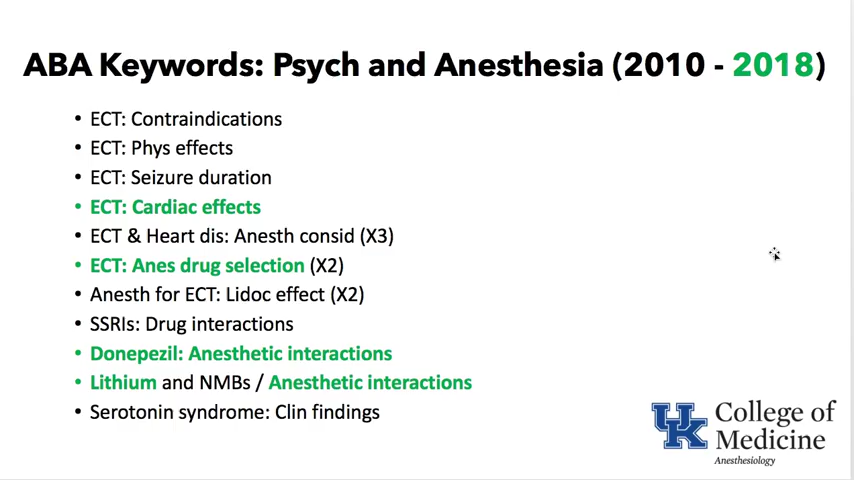 ABA Keywords: Psych and Anesthesia (2010 - 2018)
• ECT: Contraindications
• ECT: Phys effects
• ECT: Seizure duration
• ECT: Cardiac effects
• ECT & Heart dis: Anesth consid (X3)
• ECT: Anes drug selection (X2)
• Anesth for ECT: Lidoc effect (X2)
• SSRIs: Drug interactions
• Donepezil: Anesthetic interactions
• Lithium and NMBs / Anesthetic interactions
• Serotonin syndrome: Clin findings
UK
College of
Medicine
Anesthesiology